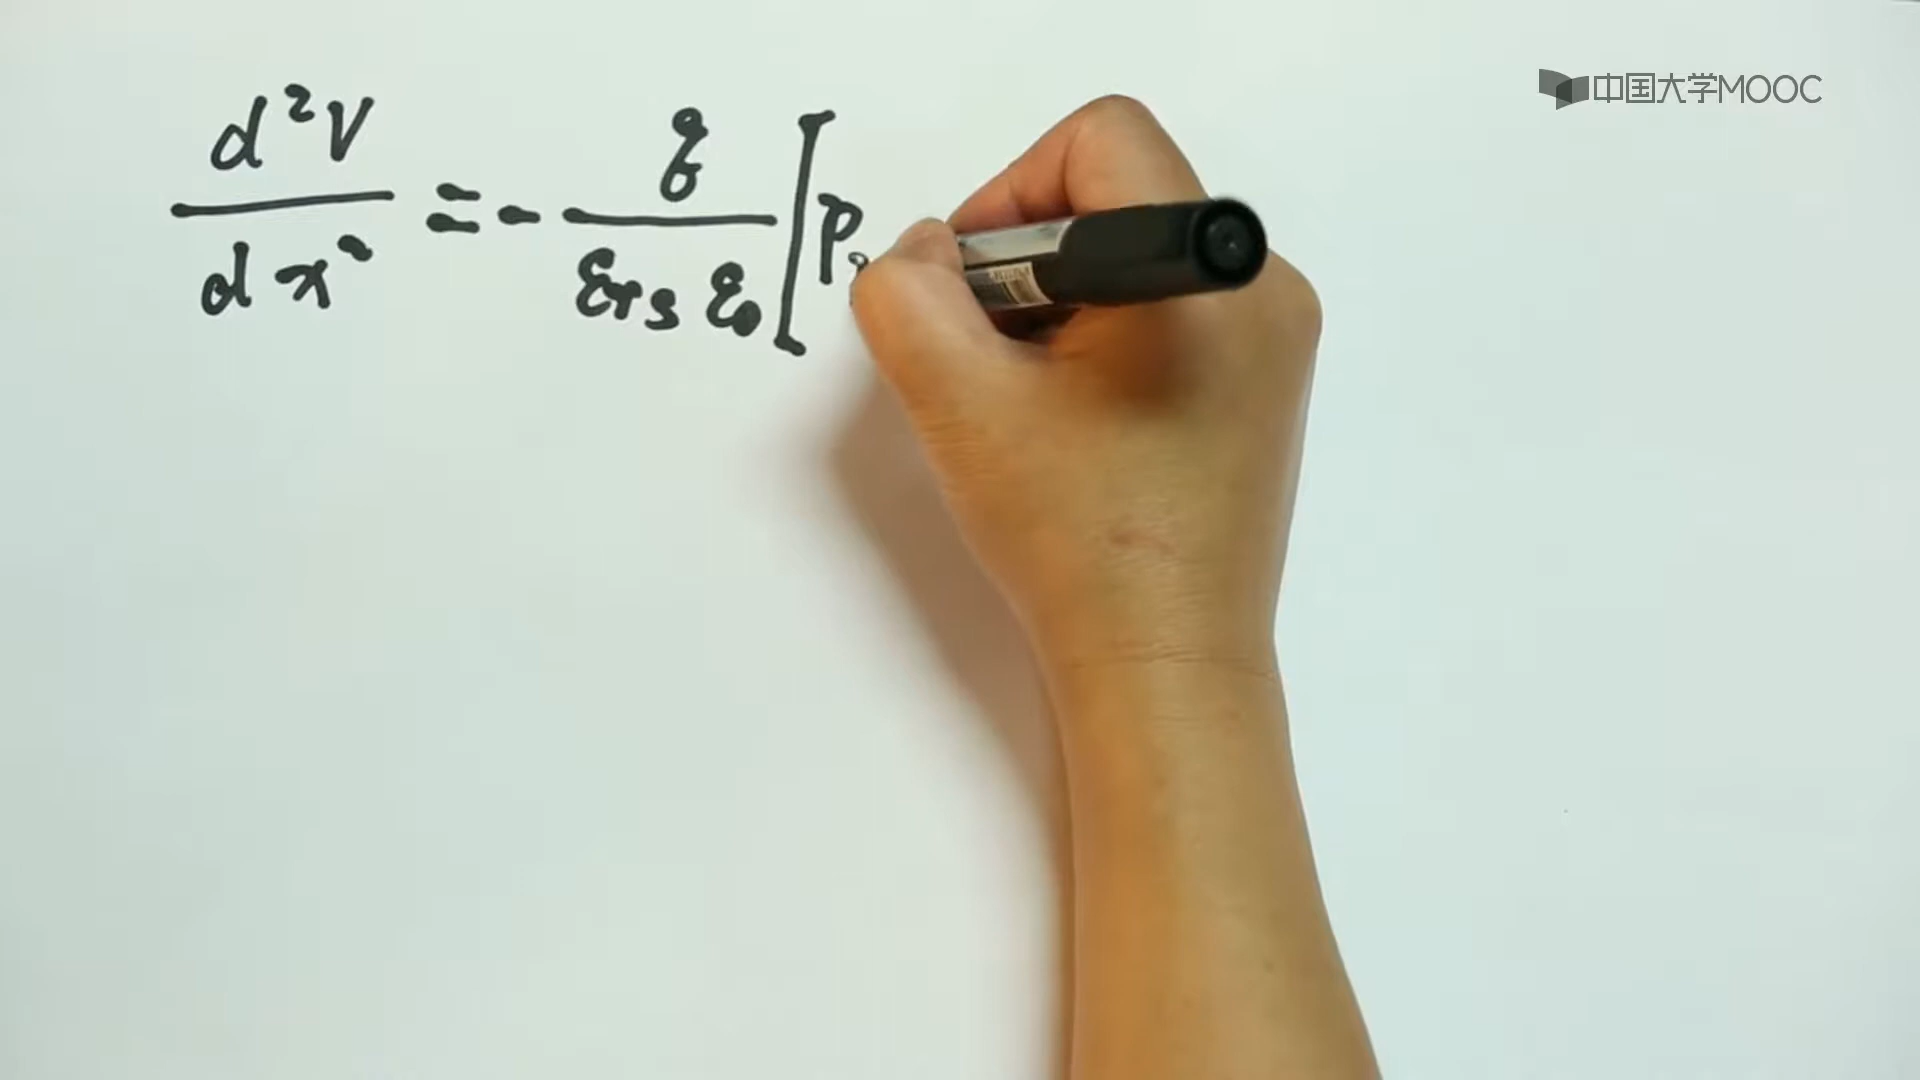 中国大学MOOC
d²V/dx² = - q/(εrs ε0) [p